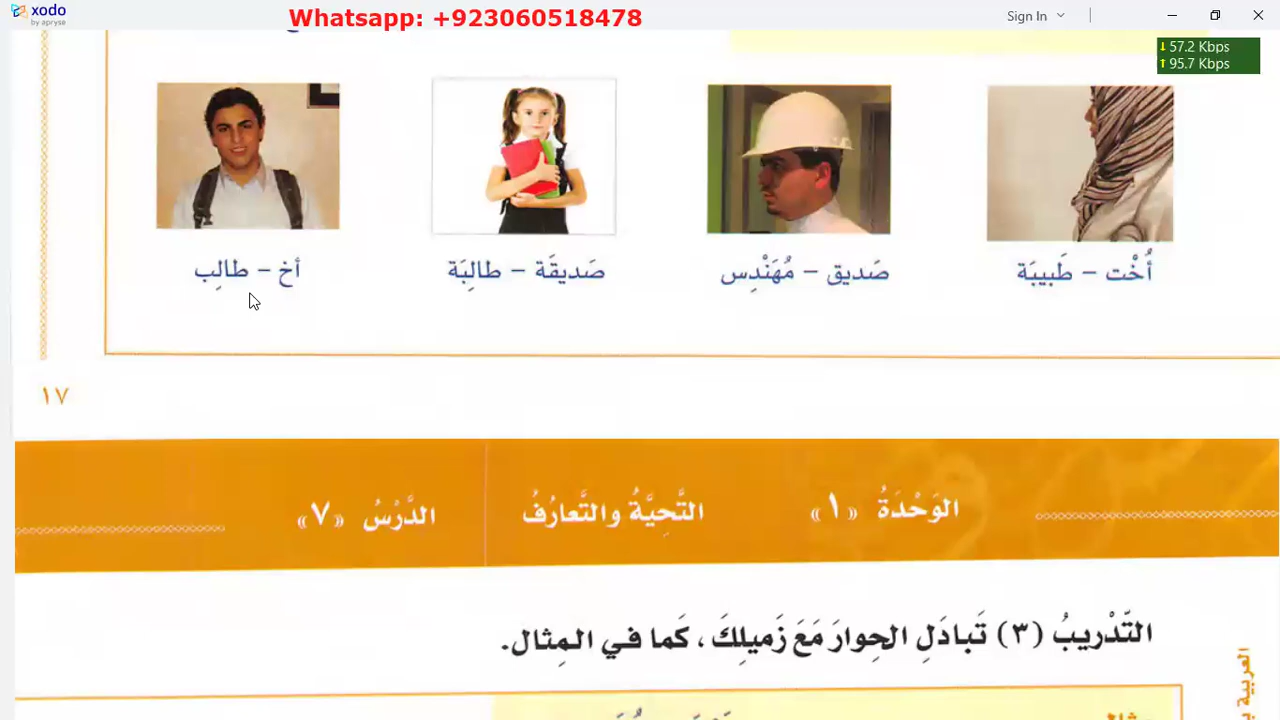 xodo
by apryse
Whatsapp: +923060518478
Sign In
↓ 57.2 Kbps
↑ 95.7 Kbps
أُخْت – طَبيبَة
صَديق – مُهَنْدِس
صَديقَة – طالِبَة
أخ – طالِب
١٧
الوَحْدَةُ «١»
التَّحِيَّةُ والتَّعارُفُ
الدَّرْسُ «٧»
التّدْريبُ (٣) تَبادَلِ الحِوارَ مَعَ زَميلِكَ، كَما في المِثال.
العربية